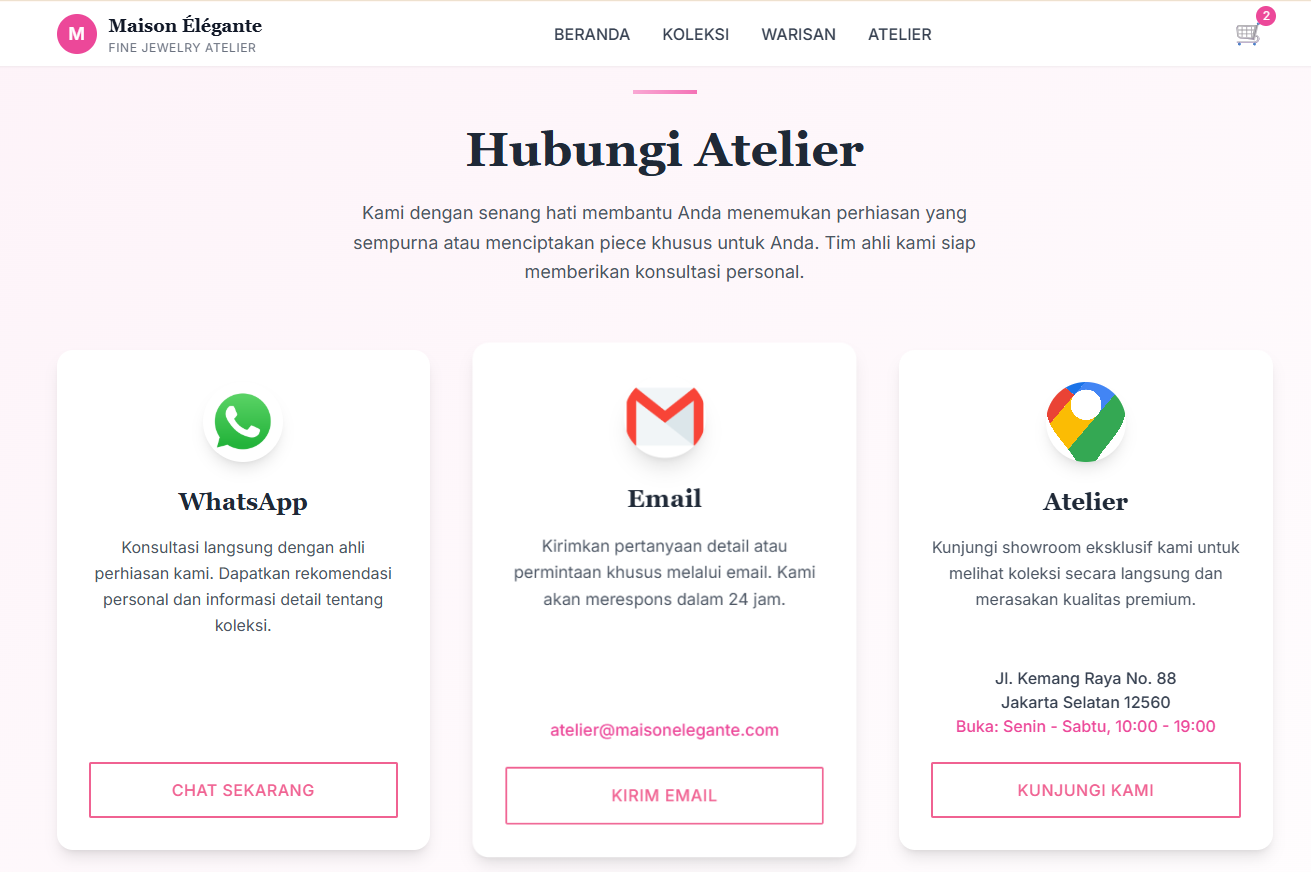 M
Maison Élégante
FINE JEWELRY ATELIER
BERANDA KOLEKSI WARISAN ATELIER
2
Hubungi Atelier
Kami dengan senang hati membantu Anda menemukan perhiasan yang
sempurna atau menciptakan piece khusus untuk Anda. Tim ahli kami siap
memberikan konsultasi personal.
WhatsApp
Konsultasi langsung dengan ahli
perhiasan kami. Dapatkan rekomendasi
personal dan informasi detail tentang
koleksi.
CHAT SEKARANG
Email
Kirimkan pertanyaan detail atau
permintaan khusus melalui email. Kami
akan merespons dalam 24 jam.
atelier@maisonelegante.com
KIRIM EMAIL
Atelier
Kunjungi showroom eksklusif kami untuk
melihat koleksi secara langsung dan
merasakan kualitas premium.
Jl. Kemang Raya No. 88
Jakarta Selatan 12560
Buka: Senin - Sabtu, 10:00 - 19:00
KUNJUNGI KAMI